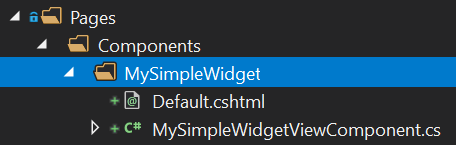 Pages
Components
MySimpleWidget
Default.cshtml
C# MySimpleWidgetViewComponent.cs